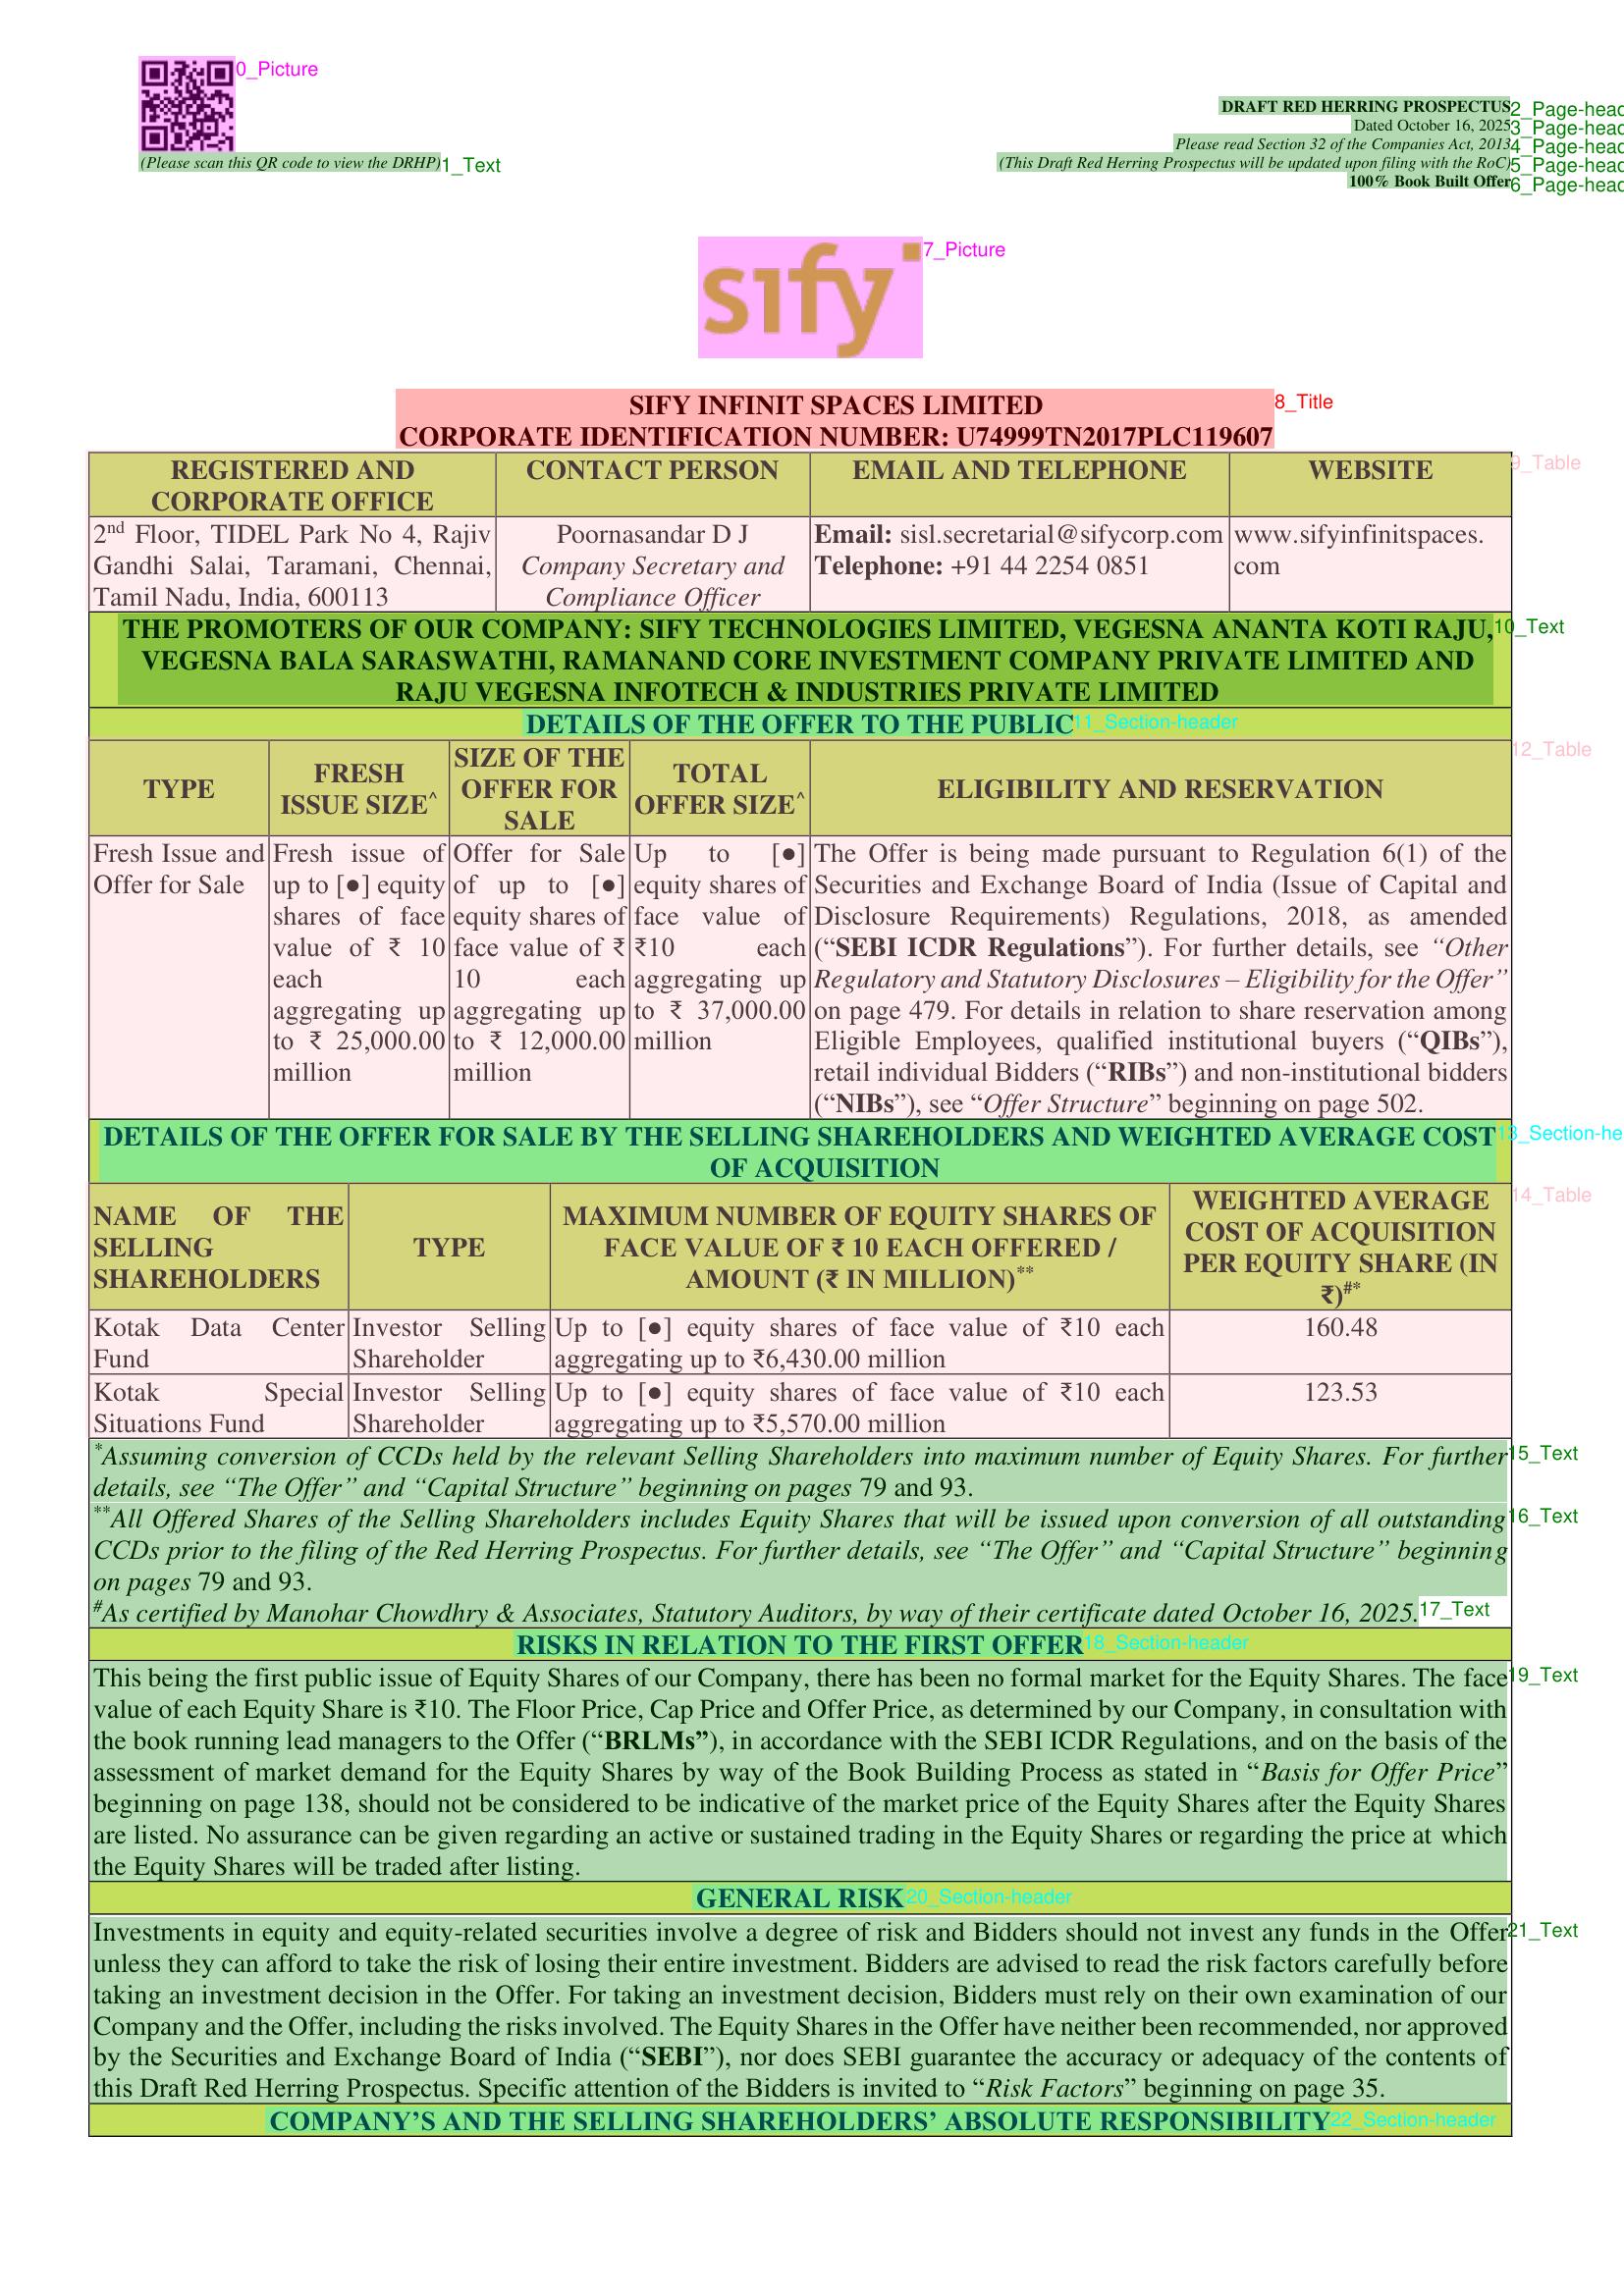 0_Picture
(Please scan this QR code to view the DRHP)
1_Text
DRAFT RED HERRING PROSPECTUS
2_Page-head
Dated October 16, 2025
3_Page-head
Please read Section 32 of the Companies Act, 2013
4_Page-head
(This Draft Red Herring Prospectus will be updated upon filing with the RoC)
5_Page-head
100% Book Built Offer
6_Page-head
sify
7_Picture
SIFY INFINIT SPACES LIMITED
8_Title
CORPORATE IDENTIFICATION NUMBER: U74999TN2017PLC119607
9_Table
REGISTERED AND
CORPORATE OFFICE
CONTACT PERSON
EMAIL AND TELEPHONE
WEBSITE
2nd Floor, TIDEL Park No 4, Rajiv
Gandhi Salai, Taramani, Chennai,
Tamil Nadu, India, 600113
Poornasandar D J
Company Secretary and
Compliance Officer
Email: sisl.secretarial@sifycorp.com
Telephone: +91 44 2254 0851
www.sifyinfinitspaces.
com
THE PROMOTERS OF OUR COMPANY: SIFY TECHNOLOGIES LIMITED, VEGESNA ANANTA KOTI RAJU,
10_Text
VEGESNA BALA SARASWATHI, RAMANAND CORE INVESTMENT COMPANY PRIVATE LIMITED AND
RAJU VEGESNA INFOTECH & INDUSTRIES PRIVATE LIMITED
DETAILS OF THE OFFER TO THE PUBLIC
11_Section-header
12_Table
TYPE
FRESH
ISSUE SIZE^
SIZE OF THE
OFFER FOR
SALE
TOTAL
OFFER SIZE^
ELIGIBILITY AND RESERVATION
Fresh Issue and
Offer for Sale
Fresh issue of
up to [●] equity
shares of face
value of ₹ 10
each
aggregating up
to ₹ 25,000.00
million
Offer for Sale
of up to [●]
equity shares of
face value of ₹
10 each
aggregating up
to ₹ 12,000.00
million
Up to [●]
equity shares of
face value of
₹10 each
aggregating up
to ₹ 37,000.00
million
The Offer is being made pursuant to Regulation 6(1) of the
Securities and Exchange Board of India (Issue of Capital and
Disclosure Requirements) Regulations, 2018, as amended
(“SEBI ICDR Regulations”). For further details, see “Other
Regulatory and Statutory Disclosures – Eligibility for the Offer”
on page 479. For details in relation to share reservation among
Eligible Employees, qualified institutional buyers (“QIBs”),
retail individual Bidders (“RIBs”) and non-institutional bidders
(“NIBs”), see “Offer Structure” beginning on page 502.
DETAILS OF THE OFFER FOR SALE BY THE SELLING SHAREHOLDERS AND WEIGHTED AVERAGE COST
13_Section-he
OF ACQUISITION
14_Table
NAME OF THE
SELLING
SHAREHOLDERS
TYPE
MAXIMUM NUMBER OF EQUITY SHARES OF
FACE VALUE OF ₹ 10 EACH OFFERED /
AMOUNT (₹ IN MILLION)**
WEIGHTED AVERAGE
COST OF ACQUISITION
PER EQUITY SHARE (IN
₹)#*
Kotak Data Center
Fund
Investor Selling
Shareholder
Up to [●] equity shares of face value of ₹10 each
aggregating up to ₹6,430.00 million
160.48
Kotak Special
Situations Fund
Investor Selling
Shareholder
Up to [●] equity shares of face value of ₹10 each
aggregating up to ₹5,570.00 million
123.53
*Assuming conversion of CCDs held by the relevant Selling Shareholders into maximum number of Equity Shares. For further
15_Text
details, see “The Offer” and “Capital Structure” beginning on pages 79 and 93.
**All Offered Shares of the Selling Shareholders includes Equity Shares that will be issued upon conversion of all outstanding
16_Text
CCDs prior to the filing of the Red Herring Prospectus. For further details, see “The Offer” and “Capital Structure” beginning
on pages 79 and 93.
#As certified by Manohar Chowdhry & Associates, Statutory Auditors, by way of their certificate dated October 16, 2025.
17_Text
RISKS IN RELATION TO THE FIRST OFFER
18_Section-header
This being the first public issue of Equity Shares of our Company, there has been no formal market for the Equity Shares. The face
19_Text
value of each Equity Share is ₹10. The Floor Price, Cap Price and Offer Price, as determined by our Company, in consultation with
the book running lead managers to the Offer (“BRLMs”), in accordance with the SEBI ICDR Regulations, and on the basis of the
assessment of market demand for the Equity Shares by way of the Book Building Process as stated in “Basis for Offer Price”
beginning on page 138, should not be considered to be indicative of the market price of the Equity Shares after the Equity Shares
are listed. No assurance can be given regarding an active or sustained trading in the Equity Shares or regarding the price at which
the Equity Shares will be traded after listing.
GENERAL RISK
20_Section-header
Investments in equity and equity-related securities involve a degree of risk and Bidders should not invest any funds in the Offer
21_Text
unless they can afford to take the risk of losing their entire investment. Bidders are advised to read the risk factors carefully before
taking an investment decision in the Offer. For taking an investment decision, Bidders must rely on their own examination of our
Company and the Offer, including the risks involved. The Equity Shares in the Offer have neither been recommended, nor approved
by the Securities and Exchange Board of India (“SEBI”), nor does SEBI guarantee the accuracy or adequacy of the contents of
this Draft Red Herring Prospectus. Specific attention of the Bidders is invited to “Risk Factors” beginning on page 35.
COMPANY’S AND THE SELLING SHAREHOLDERS’ ABSOLUTE RESPONSIBILITY
22_Section-header